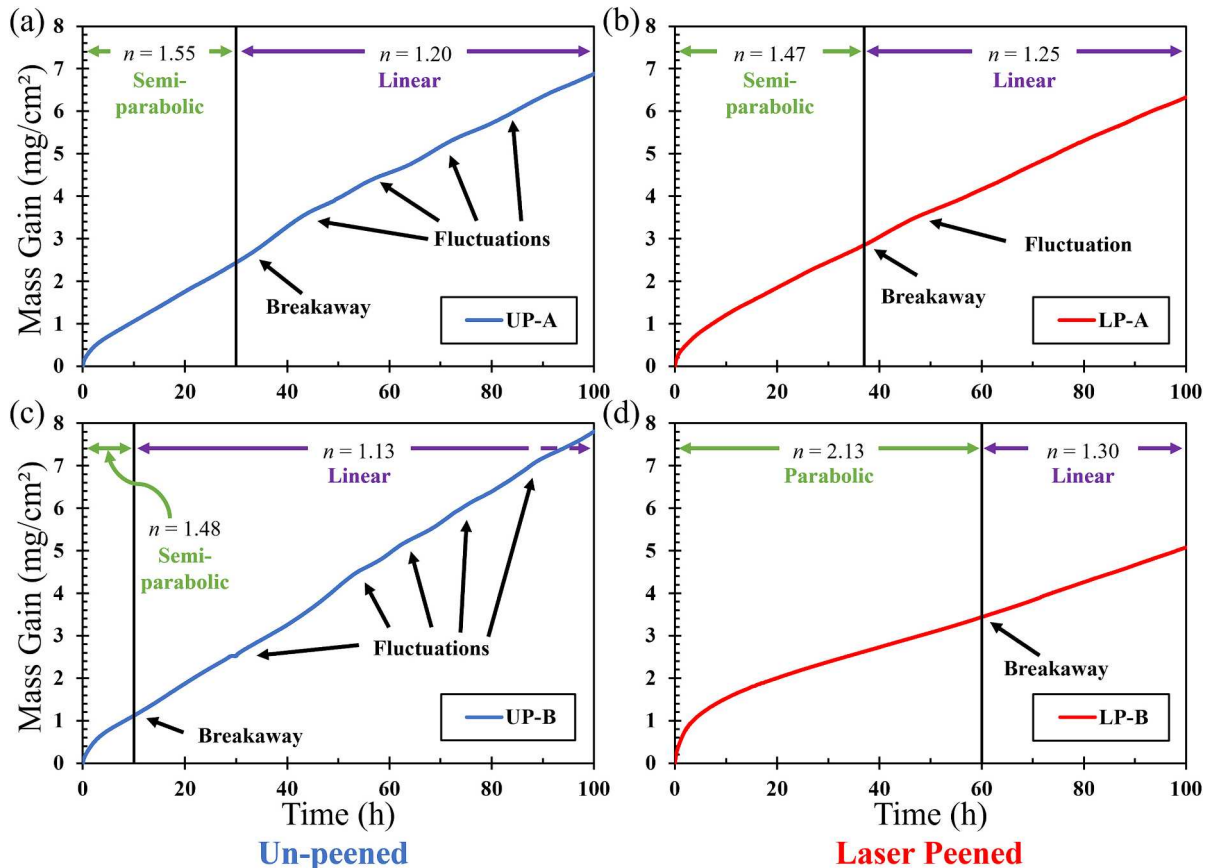 (a)
Mass Gain (mg/cm²)
8
7
6
5
4
3
2
1
0
n = 1.55
Semi-
parabolic
n = 1.20
Linear
Fluctuations
Breakaway
UP-A
0 20 40 60 80 100
(b)
8
7
6
5
4
3
2
1
0
n = 1.47
Semi-
parabolic
n = 1.25
Linear
Fluctuation
Breakaway
LP-A
0 20 40 60 80 100
(c)
Mass Gain (mg/cm²)
8
7
6
5
4
3
2
1
0
n = 1.13
Linear
n = 1.48
Semi-
parabolic
Fluctuations
Breakaway
UP-B
0 20 40 60 80 100
Time (h)
Un-peened
(d)
8
7
6
5
4
3
2
1
0
n = 2.13
Parabolic
n = 1.30
Linear
Breakaway
LP-B
0 20 40 60 80 100
Time (h)
Laser Peened